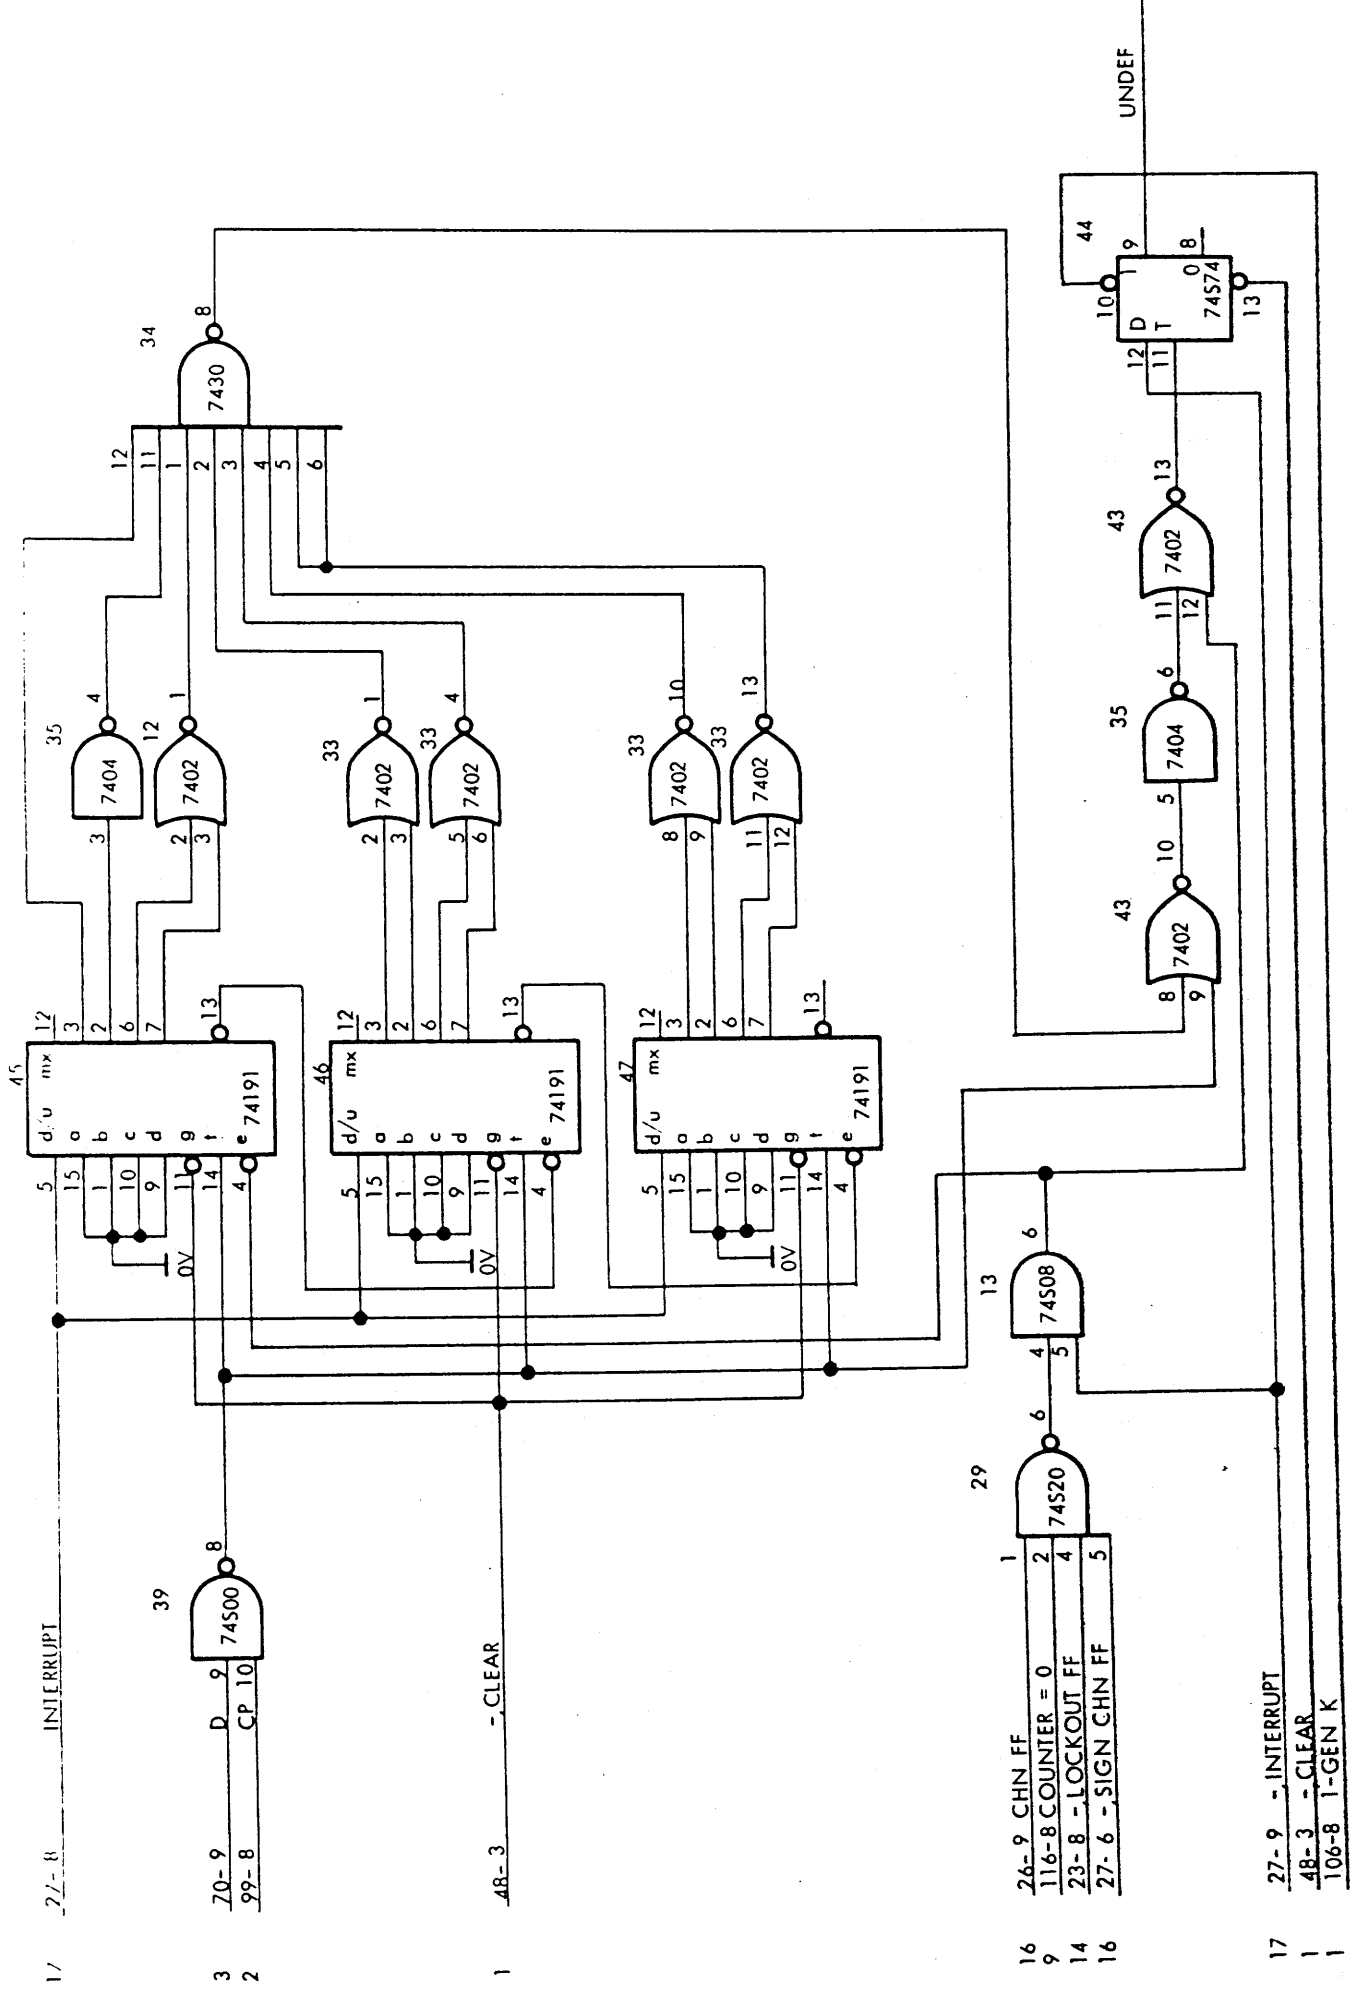 17 27-8 INTERRUPT
3 70-9 D 9
2 99-8 CP 10
39
74S00
8
1 48-3 -,CLEAR
45
d/u mx
a
b
c
d
g
t
e
74191
5
15
1
10
9
11
14
4
0V
12
3
2
6
7
13
46
d/u mx
a
b
c
d
g
t
e
74191
5
15
1
10
9
11
14
4
0V
12
3
2
6
7
13
47
d/u mx
a
b
c
d
g
t
e
74191
5
15
1
10
9
11
14
4
0V
12
3
2
6
7
13
35
3 7404 4
12
2
3
7402 1
33
2
3
7402 1
33
5
6
7402 4
33
8
9
7402 10
33
11
12
7402 13
34
12
11
1
2
3
4
5
6
7430 8
16 26-9 CHN FF 1
9 116-8 COUNTER = 0 2
14 23-8 -,LOCKOUT FF 4
16 27-6 -,SIGN CHN FF 5
29
74S20 6
13
4
5
74S08 6
43
8
9
7402 10
35
5 7404 6
43
11
12
7402 13
44
10
12 D 1 9
11 T
0 8
74S74
13
UNDEF
17 27-9 -,INTERRUPT
1 48-3 -,CLEAR
1 106-8 1-GEN K